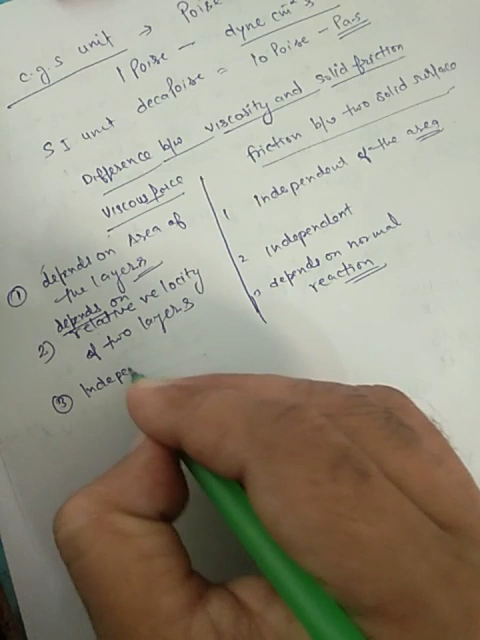 c.g.s unit → Poise
1 Poise - dyne cm⁻² s
SI unit decapoise = 10 Poise - Pa-s
Difference b/w viscosity and solid friction
Viscous force
① depends on area of
the layers
2) depends on
relative velocity
of two layers
③ Indepe
friction b/w two solid surface
1 Independent of the area
2 independent
3 depends on normal
reaction